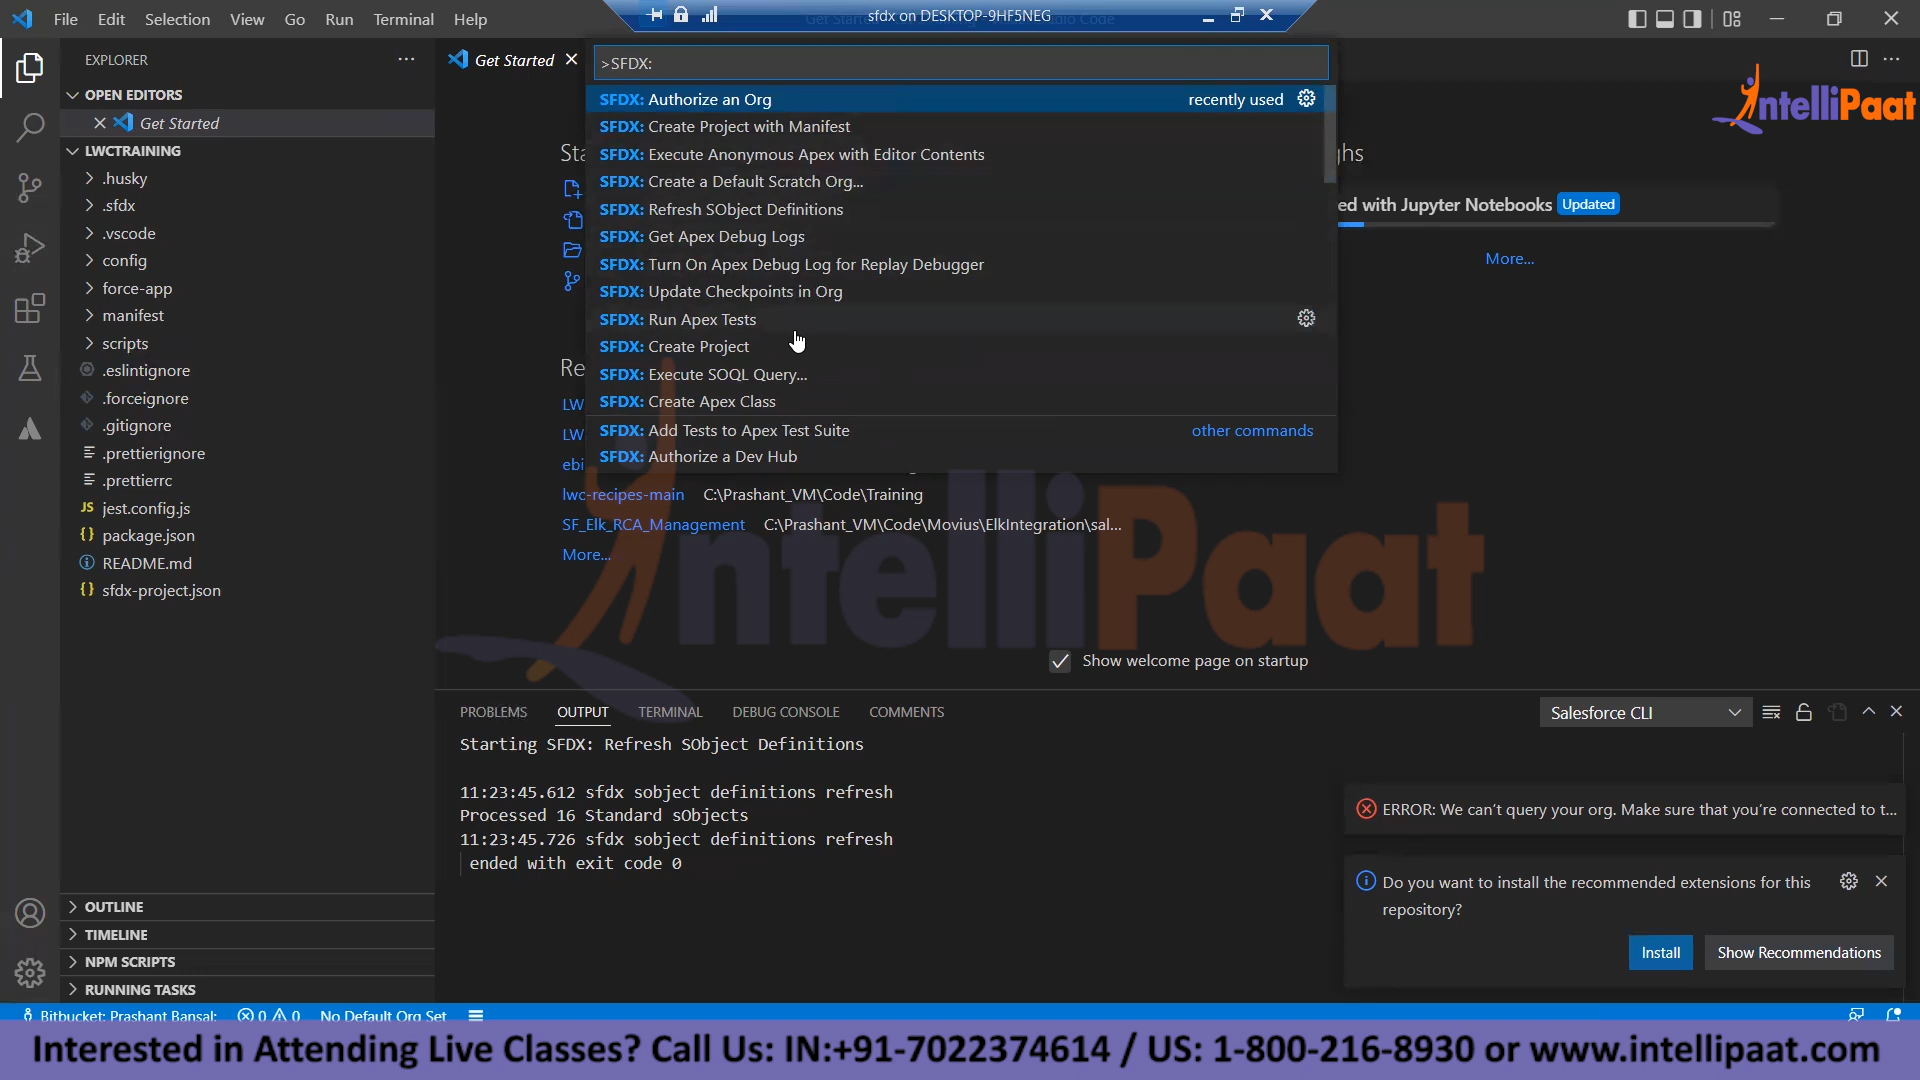 File Edit Selection View Go Run Terminal Help
sfdx on DESKTOP-9HF5NEG
EXPLORER
OPEN EDITORS
Get Started
LWCTRAINING
.husky
.sfdx
.vscode
config
force-app
manifest
scripts
.eslintignore
.forceignore
.gitignore
.prettierignore
.prettierrc
JS jest.config.js
{} package.json
README.md
{} sfdx-project.json
OUTLINE
TIMELINE
NPM SCRIPTS
RUNNING TASKS
Get Started
>SFDX:
SFDX: Authorize an Org recently used
SFDX: Create Project with Manifest
SFDX: Execute Anonymous Apex with Editor Contents
SFDX: Create a Default Scratch Org...
SFDX: Refresh SObject Definitions
SFDX: Get Apex Debug Logs
SFDX: Turn On Apex Debug Log for Replay Debugger
SFDX: Update Checkpoints in Org
SFDX: Run Apex Tests
SFDX: Create Project
SFDX: Execute SOQL Query...
SFDX: Create Apex Class
SFDX: Add Tests to Apex Test Suite other commands
SFDX: Authorize a Dev Hub
Sta
Re
LW
LW
ebi
lwc-recipes-main C:\Prashant_VM\Code\Training
SF_Elk_RCA_Management C:\Prashant_VM\Code\Movius\ElkIntegration\sal...
More...
IntelliPaat
hs
ed with Jupyter Notebooks Updated
More...
IntelliPaat
Show welcome page on startup
PROBLEMS OUTPUT TERMINAL DEBUG CONSOLE COMMENTS
Salesforce CLI
Starting SFDX: Refresh SObject Definitions
11:23:45.612 sfdx sobject definitions refresh
Processed 16 Standard sObjects
11:23:45.726 sfdx sobject definitions refresh
ended with exit code 0
ERROR: We can't query your org. Make sure that you're connected to t...
Do you want to install the recommended extensions for this
repository?
Install Show Recommendations
Bitbucket: Prashant Bansal: 0 0 No Default Org Set
Interested in Attending Live Classes? Call Us: IN:+91-7022374614 / US: 1-800-216-8930 or www.intellipaat.com